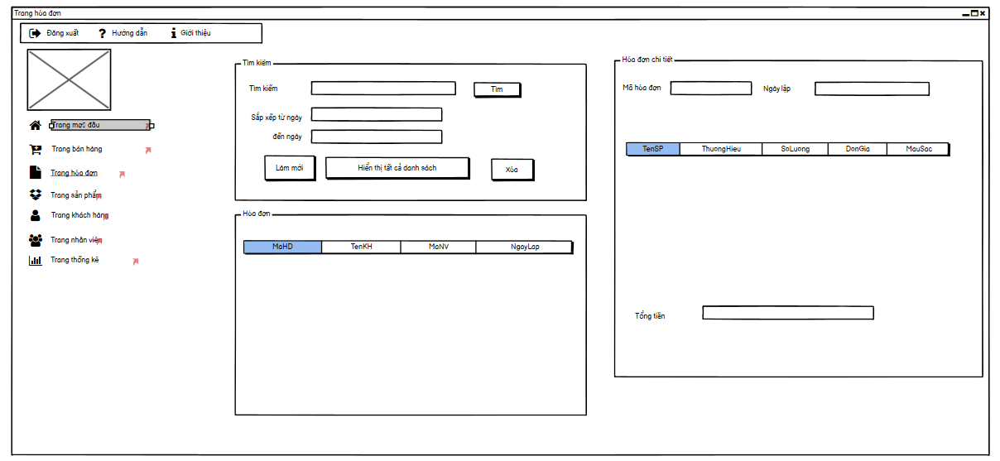 Trang hóa đơn
Đăng xuất
Hướng dẫn
Giới thiệu
Trang bán hàng
Trang hóa đơn
Trang sản phẩm
Trang khách hàng
Trang nhân viên
Trang thống kê
Tìm kiếm
Tìm kiếm
Tìm
Sắp xếp từ ngày
đến ngày
Làm mới
Hiển thị tất cả danh sách
Xóa
Hóa đơn
MaHD TenKH MaNV NgayLap
Hóa đơn chi tiết
Mã hóa đơn
Ngày lập
TenSP ThuongHieu SoLuong DonGia MauSac
Tổng tiền